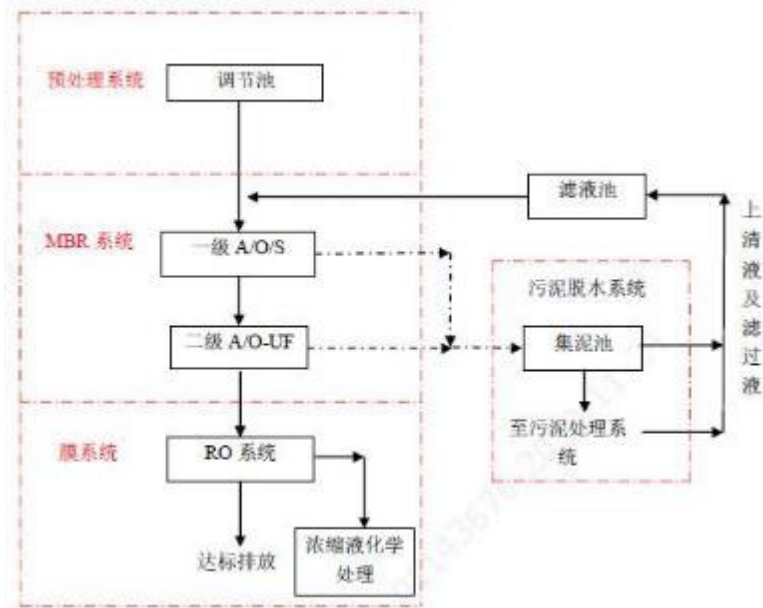 预处理系统
调节池
滤液池
上清液及滤过液
MBR 系统
一级 A/O/S
污泥脱水系统
二级 A/O-UF
集泥池
至污泥处理系
统
膜系统
RO 系统
达标排放
浓缩液化学
处理